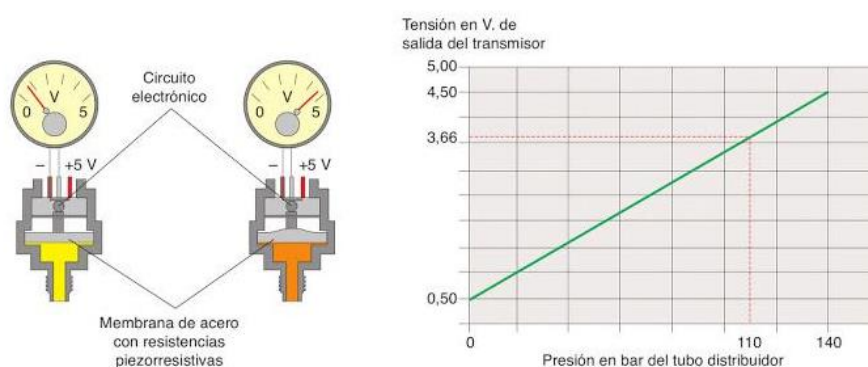 Circuito
electrónico
V
0 5
V
0 5
– +5 V
– +5 V
Membrana de acero
con resistencias
piezorresistivas
Tensión en V. de
salida del transmisor
5,00
4,50
3,66
0,50
0 110 140
Presión en bar del tubo distribuidor